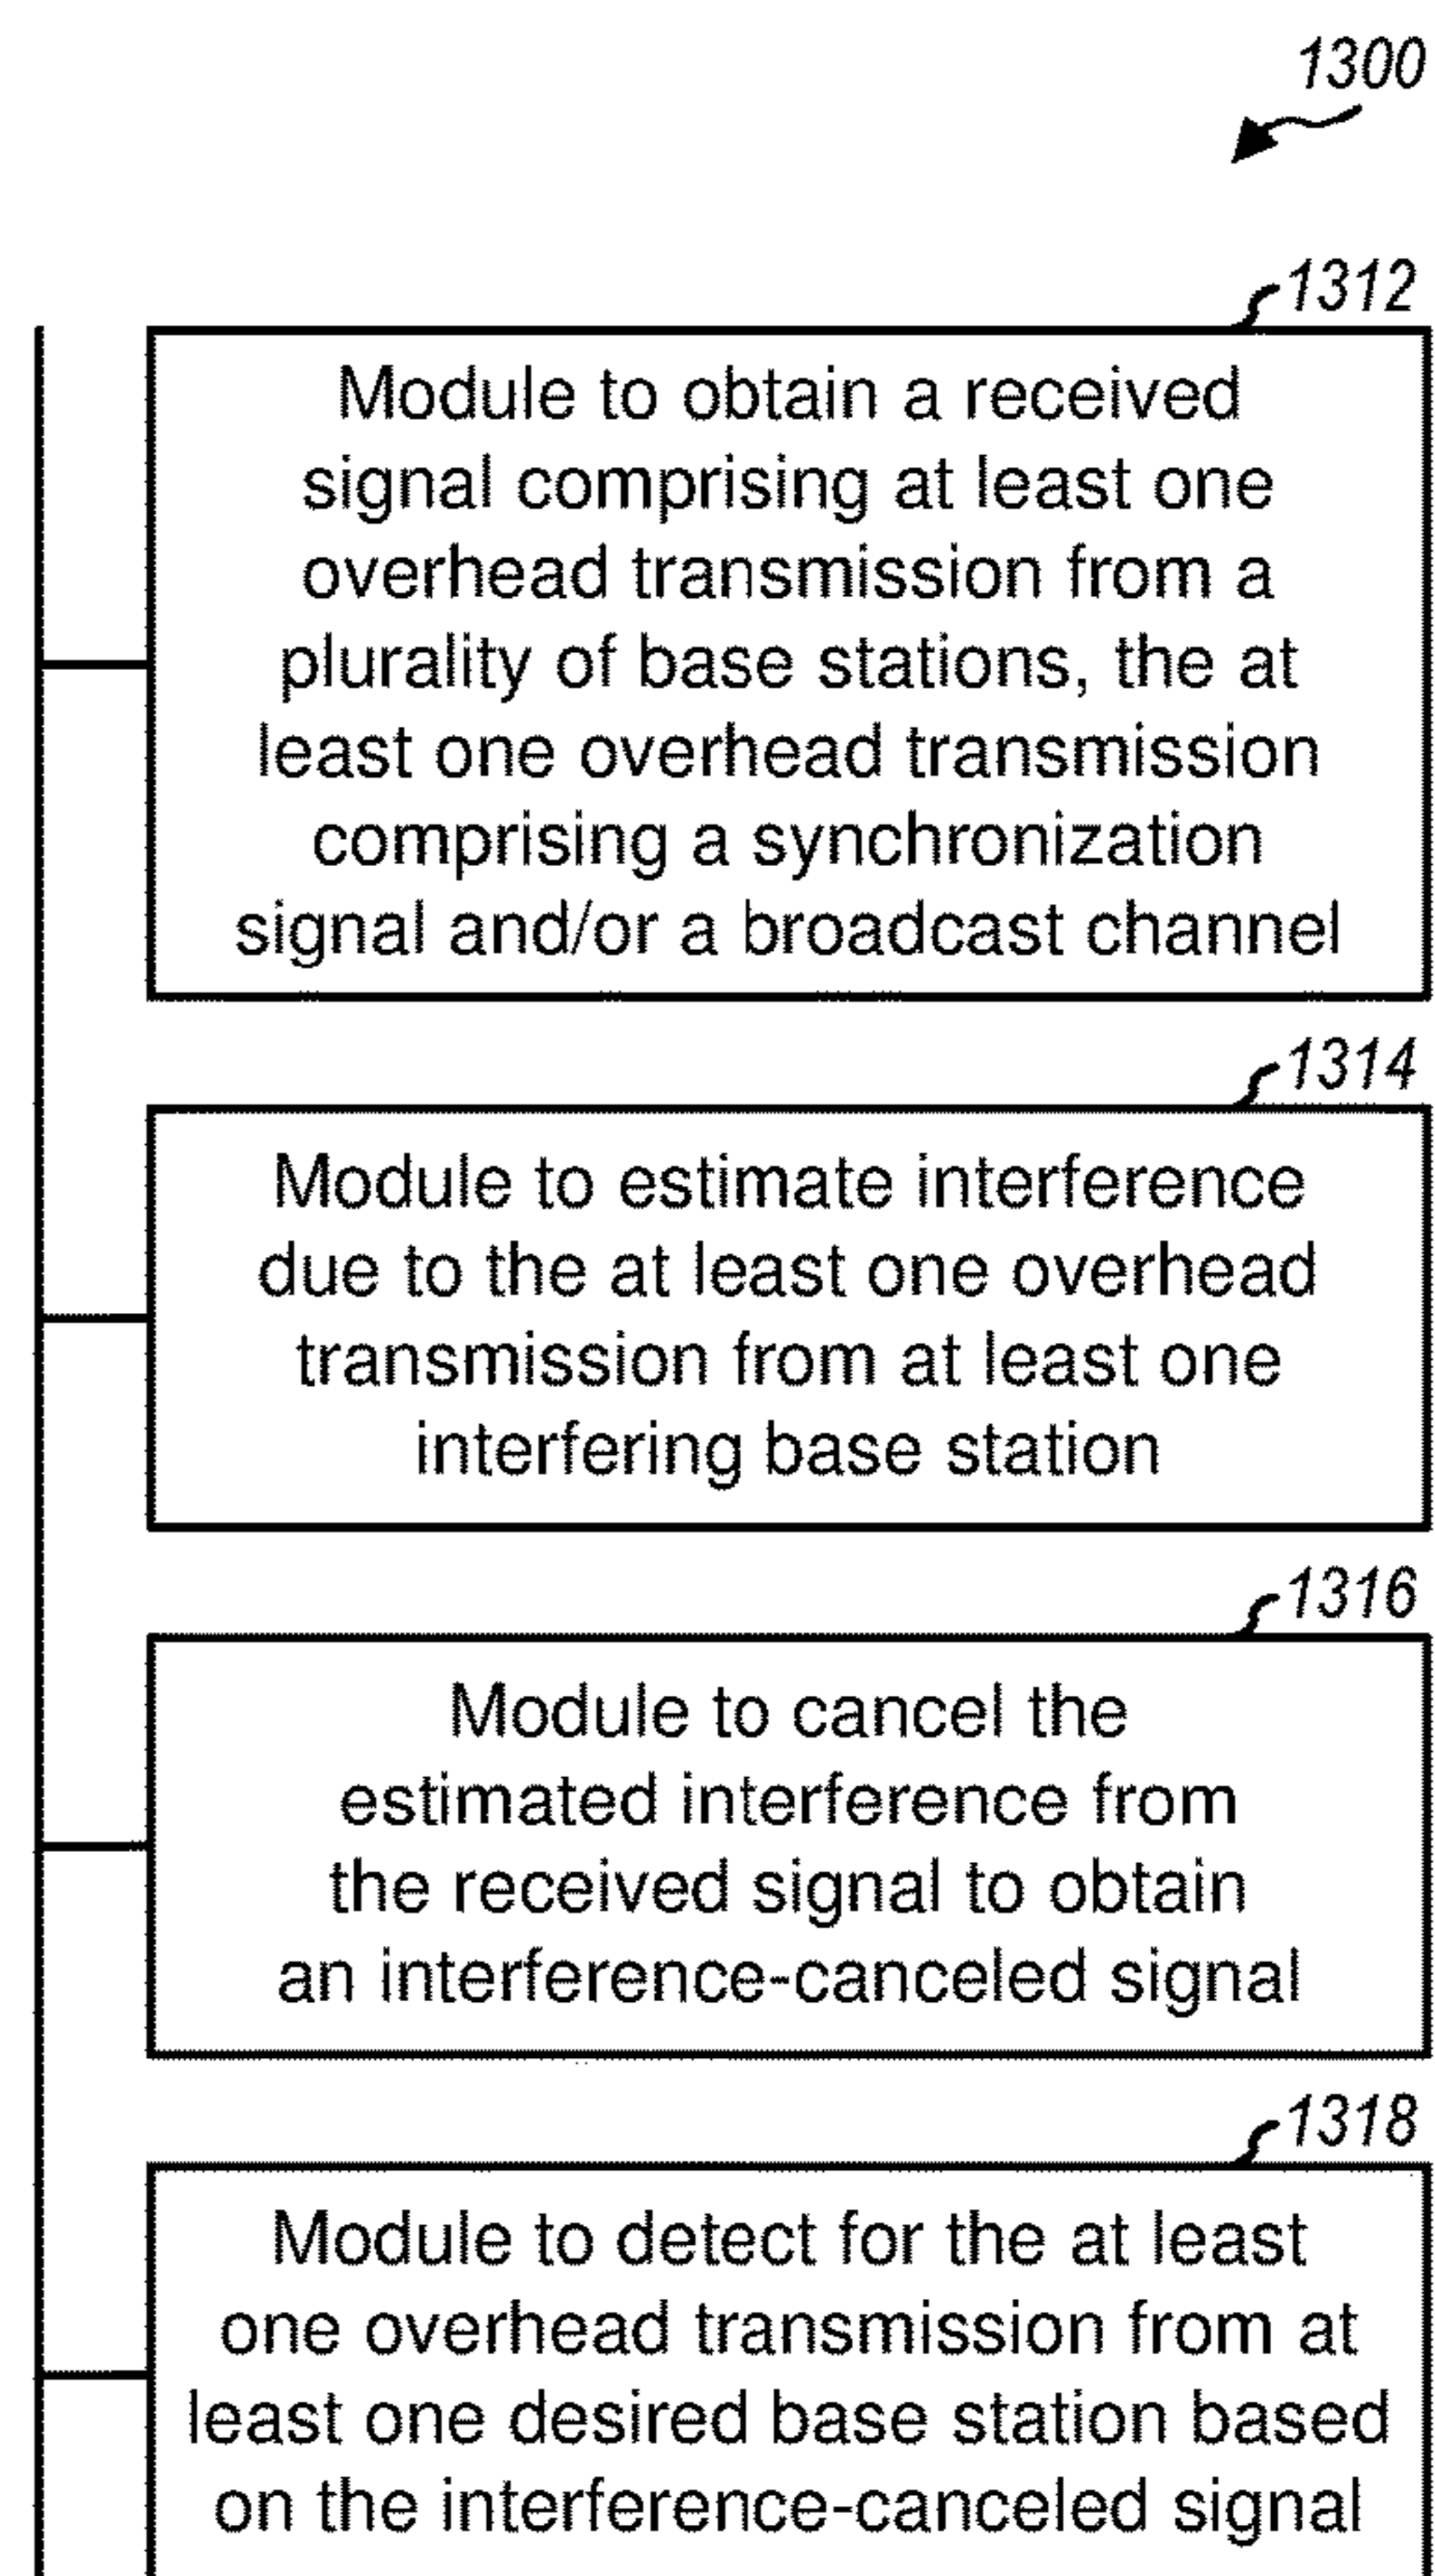 1300
1312
Module to obtain a received
signal comprising at least one
overhead transmission from a
plurality of base stations, the at
least one overhead transmission
comprising a synchronization
signal and/or a broadcast channel
1314
Module to estimate interference
due to the at least one overhead
transmission from at least one
interfering base station
1316
Module to cancel the
estimated interference from
the received signal to obtain
an interference-canceled signal
1318
Module to detect for the at least
one overhead transmission from at
least one desired base station based
on the interference-canceled signal